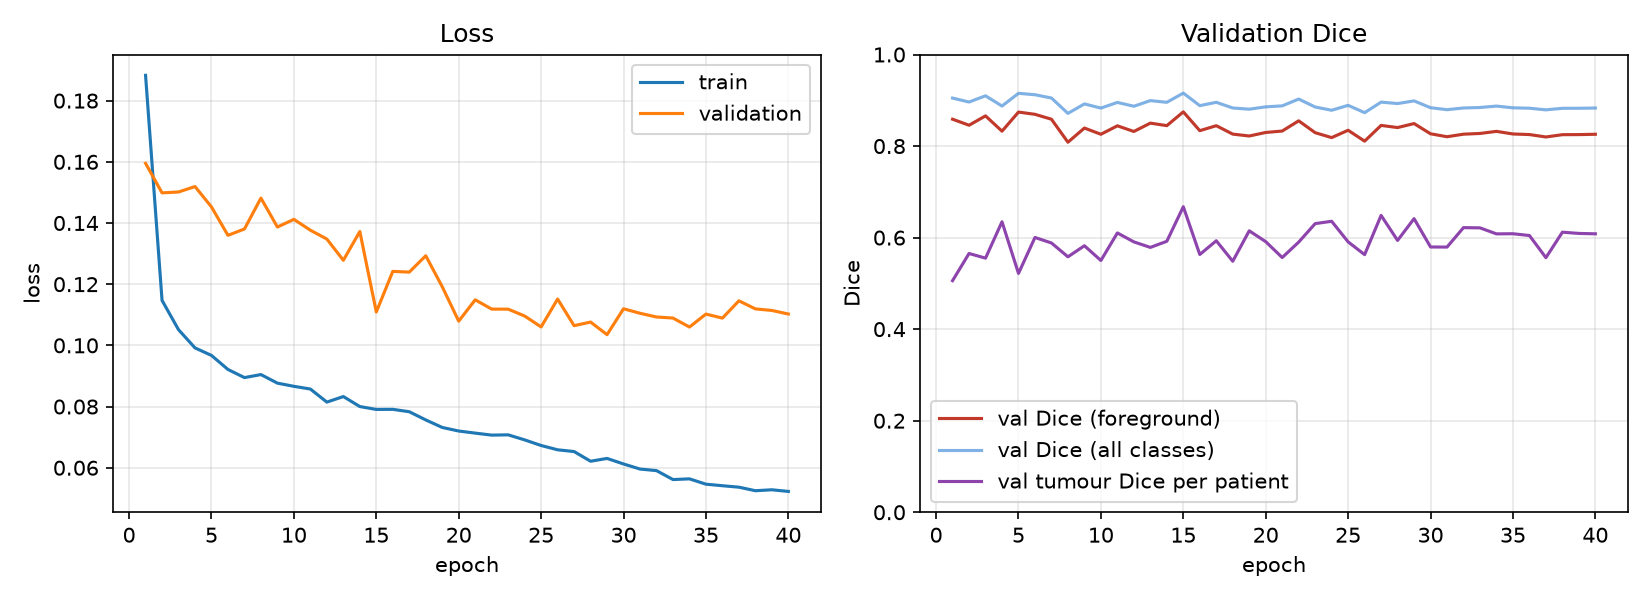 Loss
train
validation
0.18
0.16
0.14
0.12
0.10
0.08
0.06
loss
0 5 10 15 20 25 30 35 40
epoch
Validation Dice
1.0
0.8
0.6
0.4
0.2
0.0
Dice
val Dice (foreground)
val Dice (all classes)
val tumour Dice per patient
0 5 10 15 20 25 30 35 40
epoch